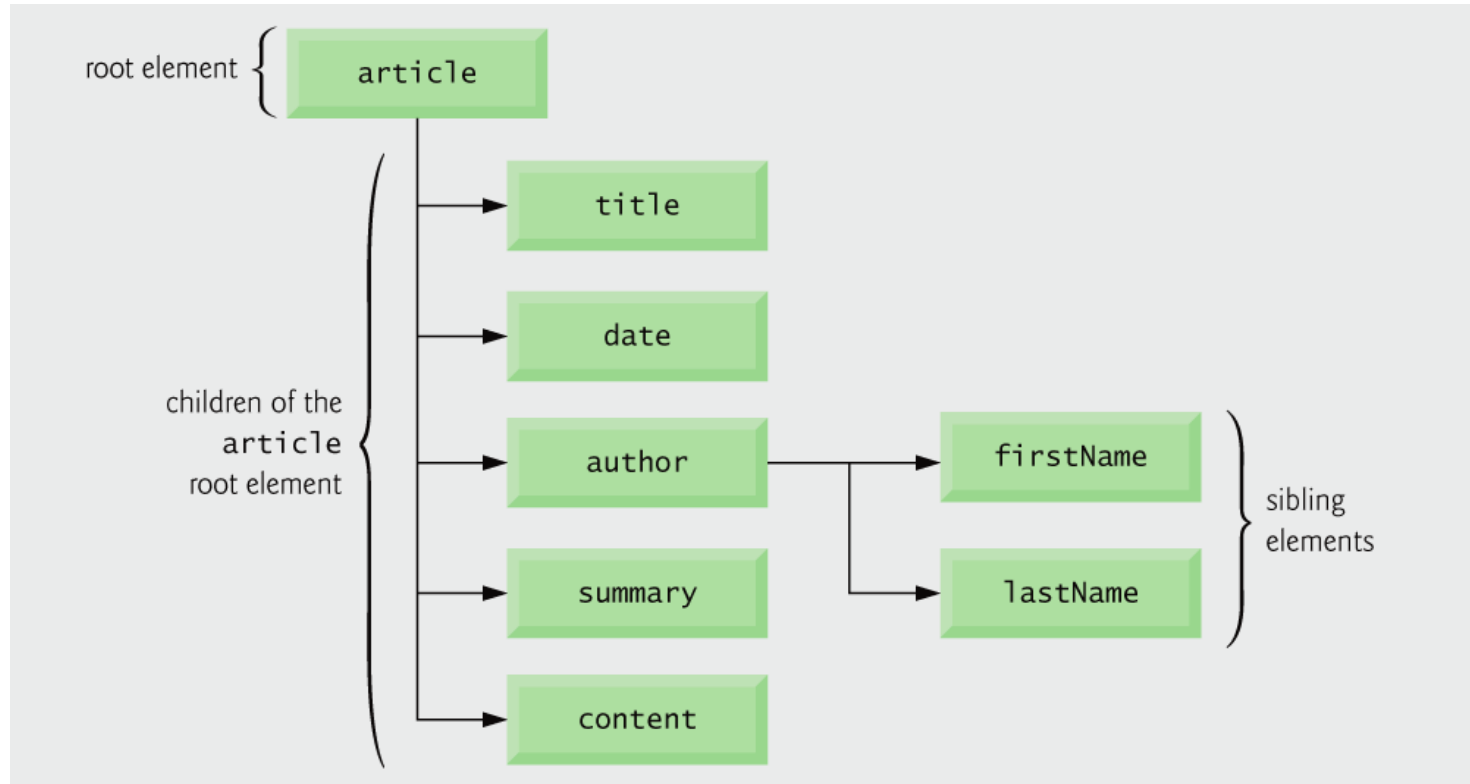 root element
article
title
date
children of the
article
root element
author
firstName
sibling
elements
summary
lastName
content